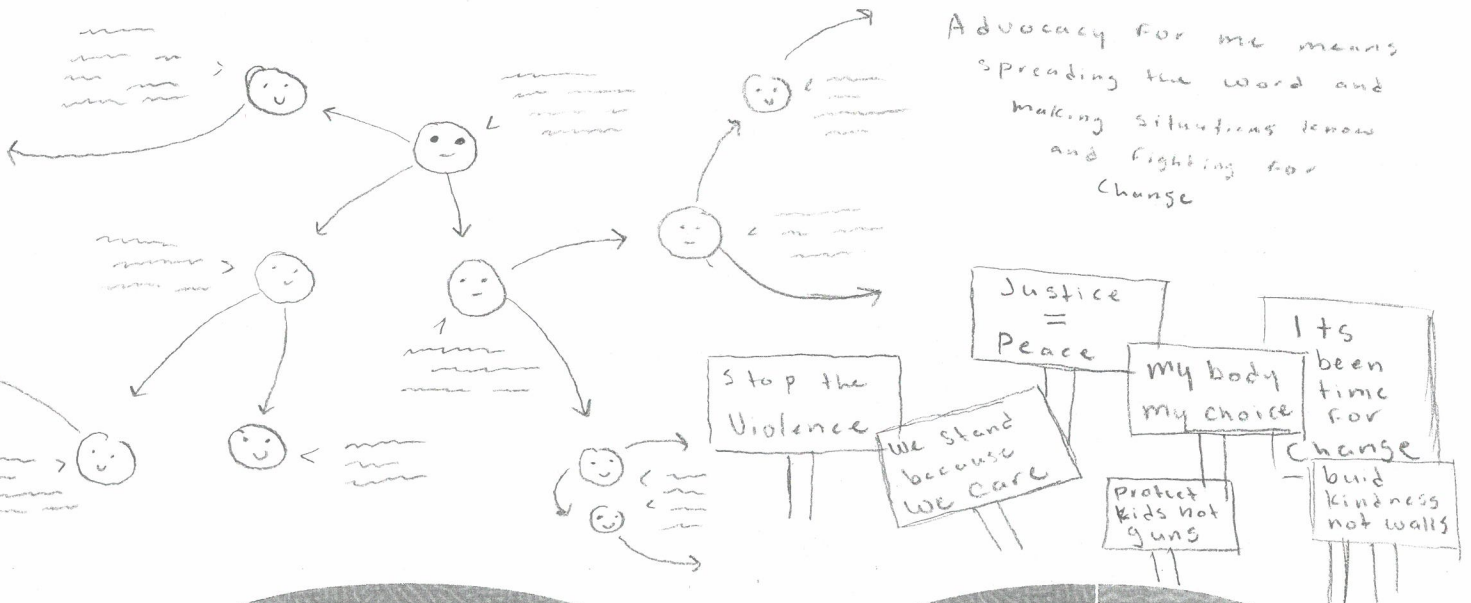 Advocacy for me means
spreading the word and
making situations know
and fighting for
Change
Justice
=
Peace
Its
been
time
for
Change
my body
my choice
Stop the
Violence
We stand
because
we care
protect
kids not
guns
buid
kindness
not walls